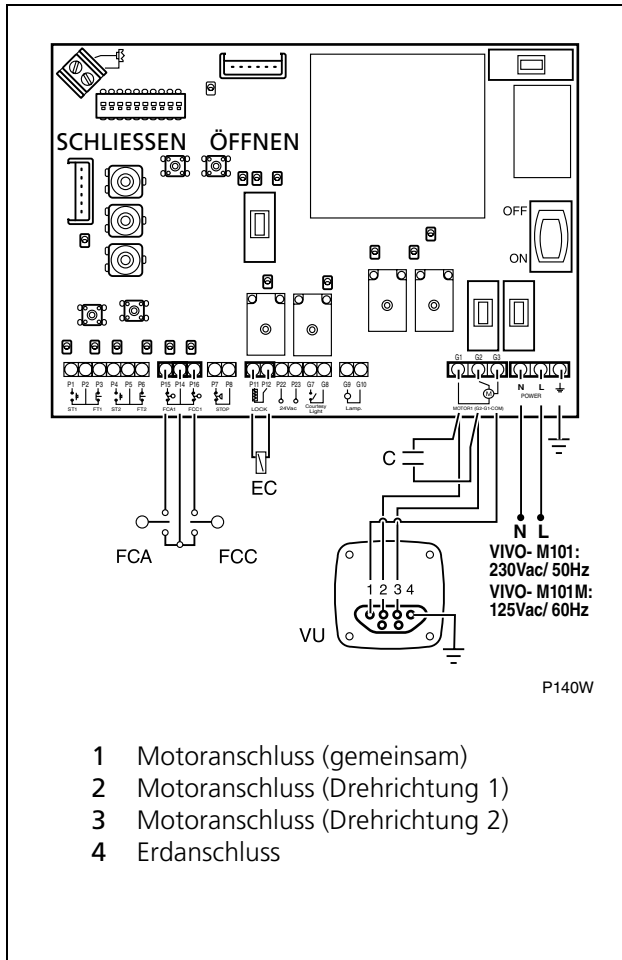 SCHLIESSEN ÖFFNEN
OFF
ON
P1 P2 P3 P4 P5 P6 P15 P14 P16 P7 P8 P11 P12 P22 P23 G7 G8 G9 G10
G1 G2 G3
ST1 FT1 ST2 FT2 FCA1 FCC1 STOP LOCK 24Vac Courtesy Light Lamp.
M
MOTOR1 (G2-G1-COM)
N L
POWER
C
EC
FCA FCC
N L
VIVO- M101:
230Vac/ 50Hz
VIVO- M101M:
125Vac/ 60Hz
1 2 3 4
VU
P140W
1 Motoranschluss (gemeinsam)
2 Motoranschluss (Drehrichtung 1)
3 Motoranschluss (Drehrichtung 2)
4 Erdanschluss